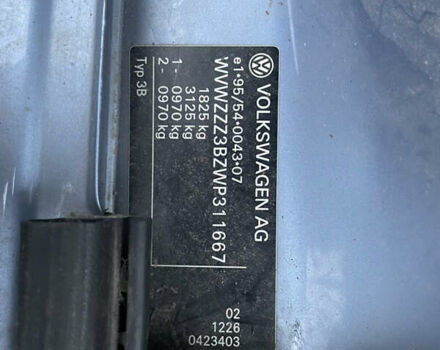 VOLKSWAGEN AG
e1*95/54*0043*07
WVWZZZ3BZWP311667
1825 kg
3125 kg
1 - 0970 kg
2 - 0970 kg
Typ 3B
02
1226
0423403